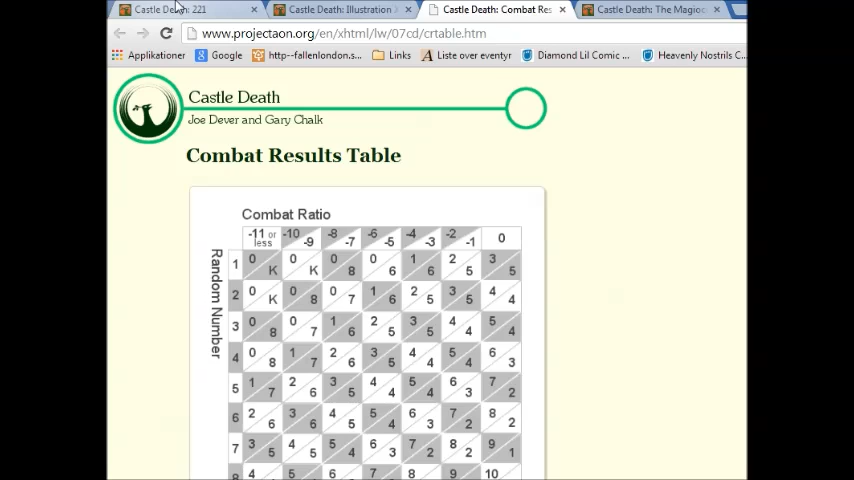 Castle Death: 221
Castle Death: Illustration
Castle Death: Combat Res
Castle Death: The Magico
www.projectaon.org/en/xhtml/lw/07cd/crtable.htm
Applikationer
Google
http--fallenlondon.s...
Links
Liste over eventyr
Diamond Lil Comic ...
Heavenly Nostrils C
Castle Death
Joe Dever and Gary Chalk
Combat Results Table
Combat Ratio
-11 or less -10 -9 -8 -7 -6 -5 -4 -3 -2 -1 0
Random Number
1 0 K 0 K 0 8 0 6 1 6 2 5 3 5
2 0 K 0 8 0 7 1 6 2 5 3 5 4 4
3 0 8 0 7 1 6 2 5 3 5 4 4 5 4
4 0 8 1 7 2 6 3 5 4 4 5 4 6 3
5 1 7 2 6 3 5 4 4 5 4 6 3 7 2
6 2 6 3 6 4 5 5 4 6 3 7 2 8 2
7 3 5 4 5 5 4 6 3 7 2 8 2 9 1
8 4 5 6 7 8 9 10